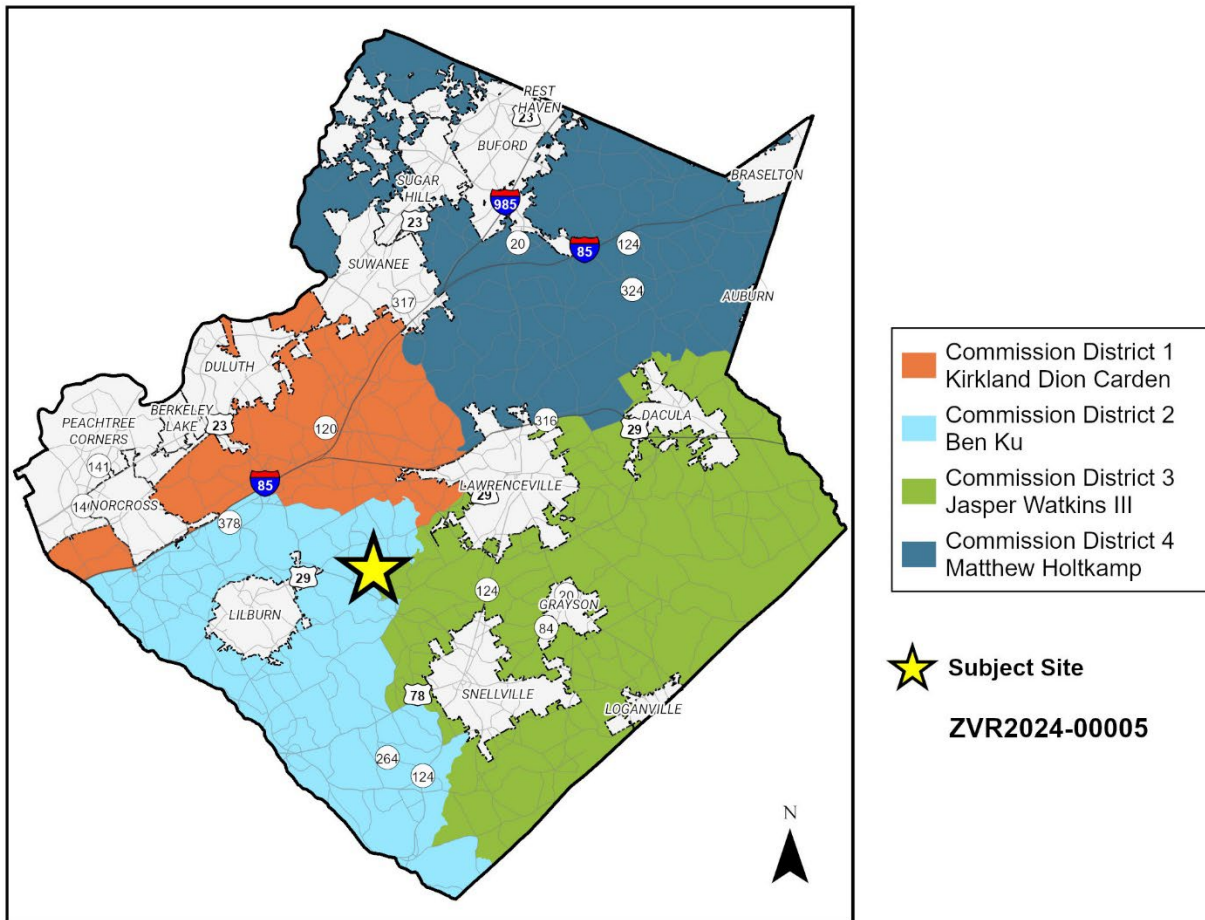 REST
HAVEN
23
BUFORD
BRASELTON
SUGAR
HILL
985
23
20
85
124
SUWANEE
324
AUBURN
317
DULUTH
BERKELEY
LAKE
23
PEACHTREE
CORNERS
120
316
DACULA
29
141
14
NORCROSS
85
LAWRENCEVILLE
29
378
29
LILBURN
124
20
GRAYSON
84
78
SNELLVILLE
LOGANVILLE
264
124
N
Commission District 1
Kirkland Dion Carden
Commission District 2
Ben Ku
Commission District 3
Jasper Watkins III
Commission District 4
Matthew Holtkamp
Subject Site
ZVR2024-00005